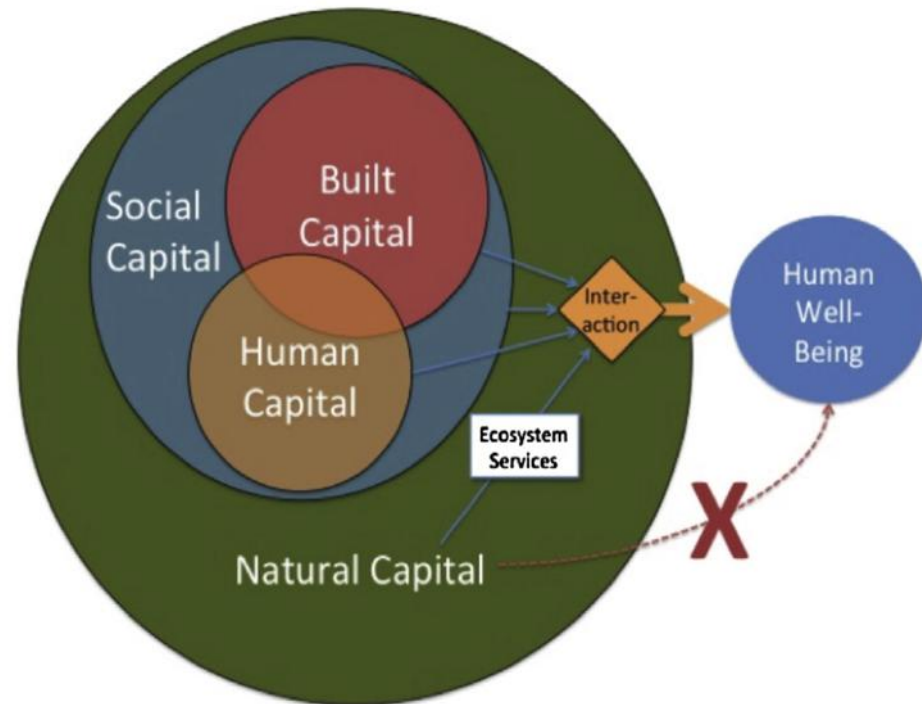 Social
Capital
Built
Capital
Human
Capital
Inter-
action
Human
Well-
Being
Ecosystem
Services
X
Natural Capital